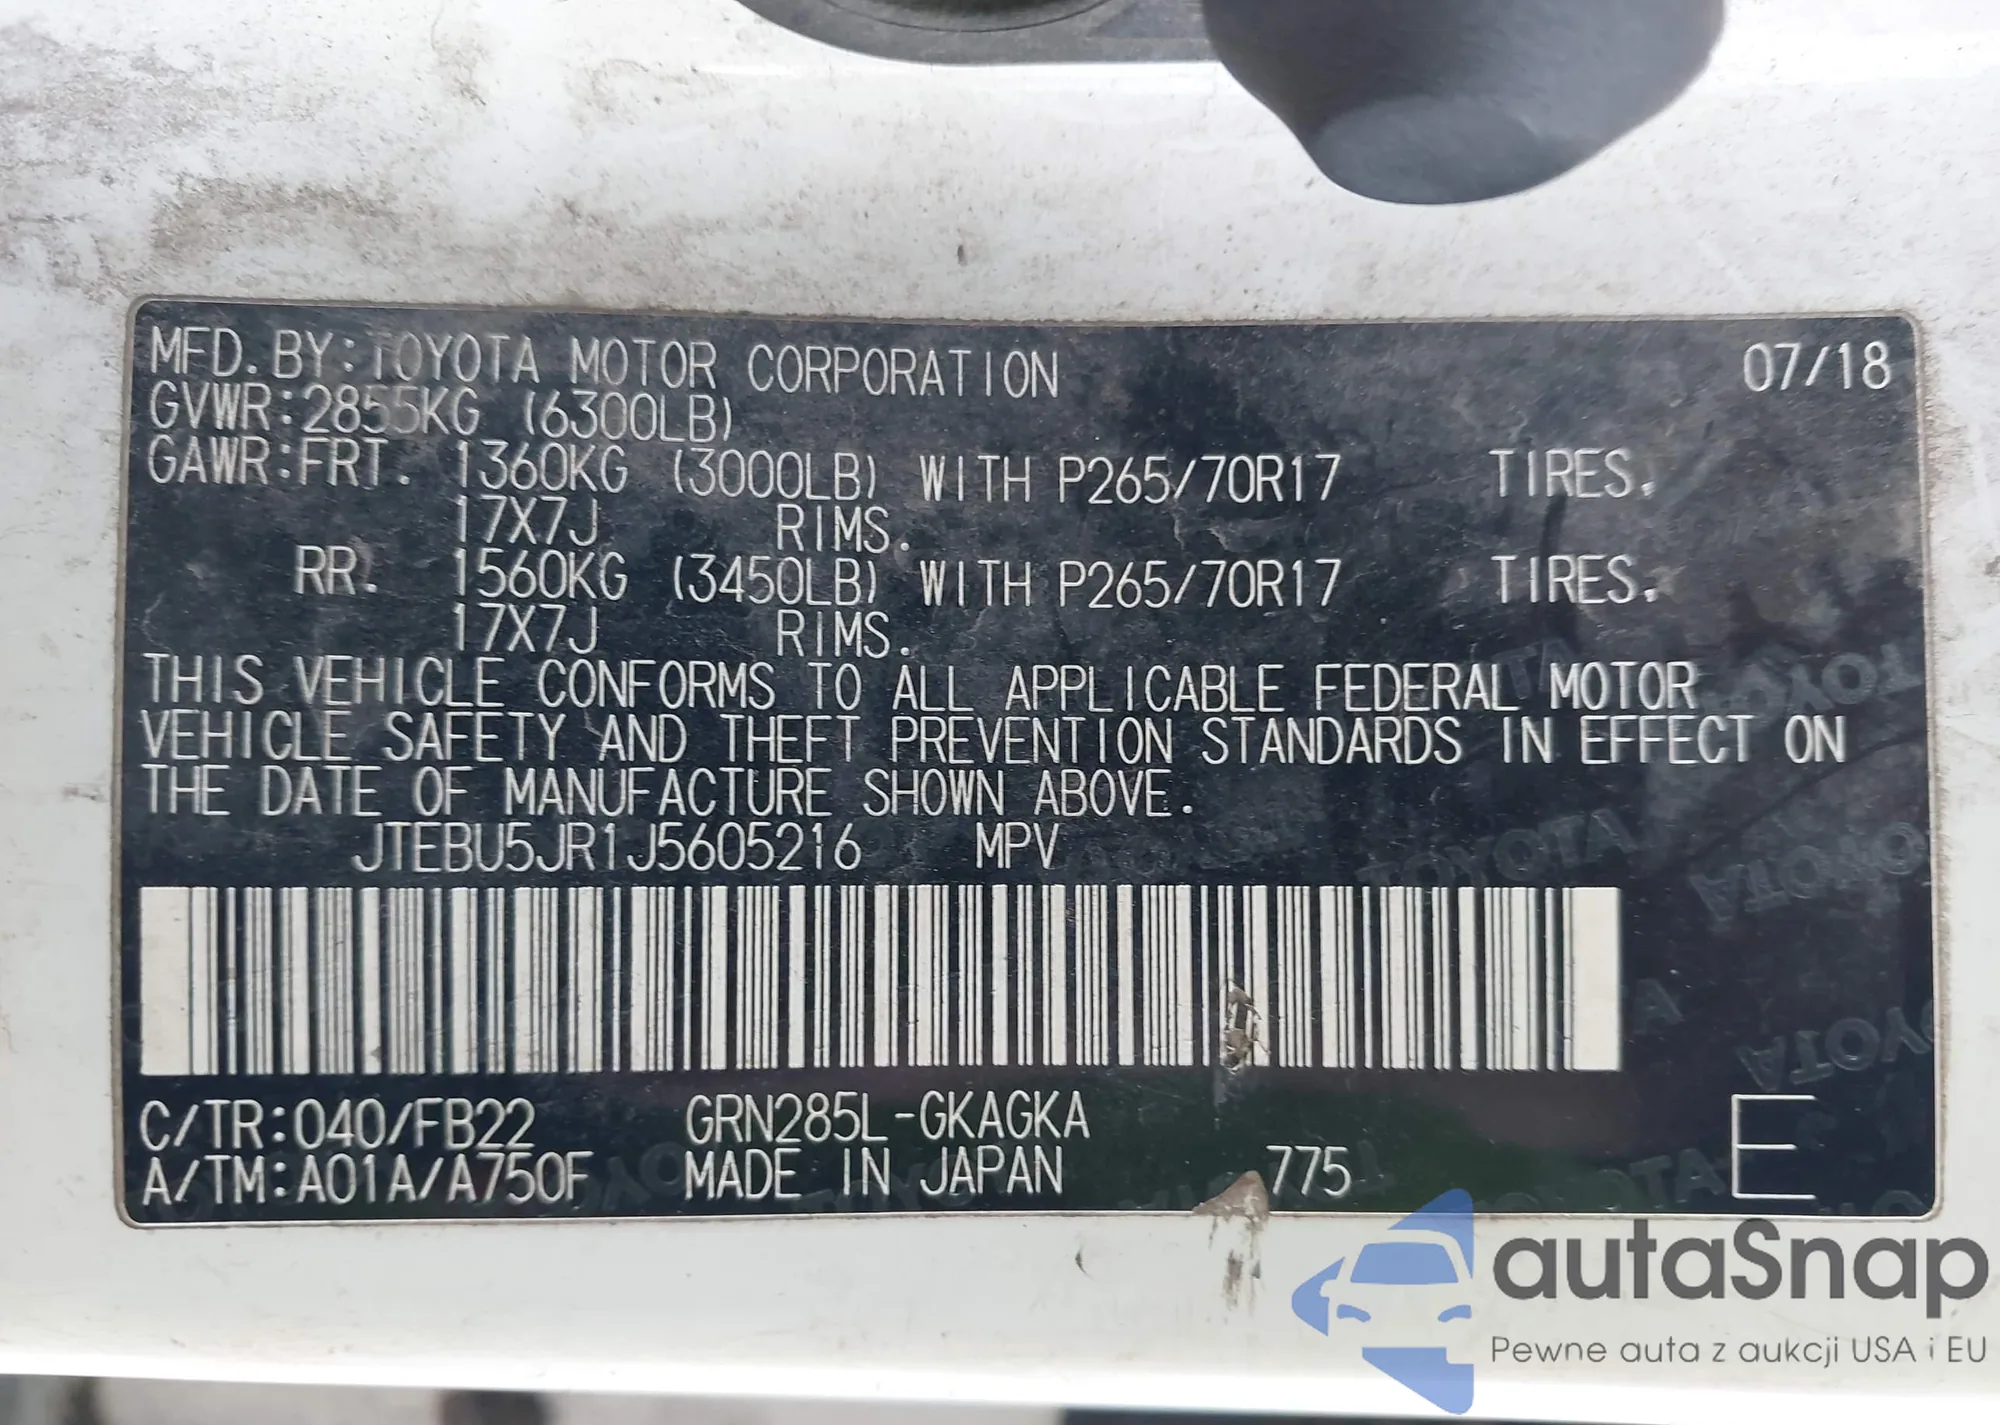 MFD. BY: TOYOTA MOTOR CORPORATION 07/18
GVWR: 2855KG (6300LB)
GAWR: FRT. 1360KG (3000LB) WITH P265/70R17 TIRES.
17X7J RIMS.
RR. 1560KG (3450LB) WITH P265/70R17 TIRES.
17X7J RIMS.
THIS VEHICLE CONFORMS TO ALL APPLICABLE FEDERAL MOTOR
VEHICLE SAFETY AND THEFT PREVENTION STANDARDS IN EFFECT ON
THE DATE OF MANUFACTURE SHOWN ABOVE.
JTEBU5JR1J5605216 MPV
C/TR: 040/FB22 GRN285L-GKAGKA
A/TM: A01A/A750F MADE IN JAPAN 775 E
TOYOTA
TOYOTA
TOYOTA
autaSnap
Pewne auta z aukcji USA i EU